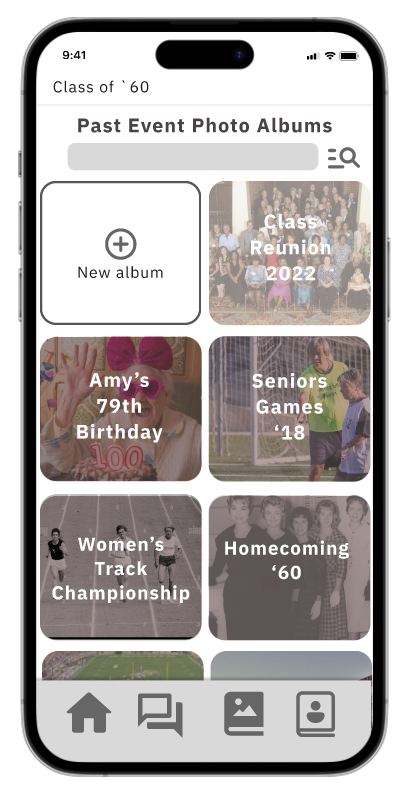 9:41
Class of `60
Past Event Photo Albums
New album
Class
Reunion
2022
Amy’s
79th
Birthday
100
Seniors
Games
‘18
Women’s
Track
Championship
Homecoming
‘60